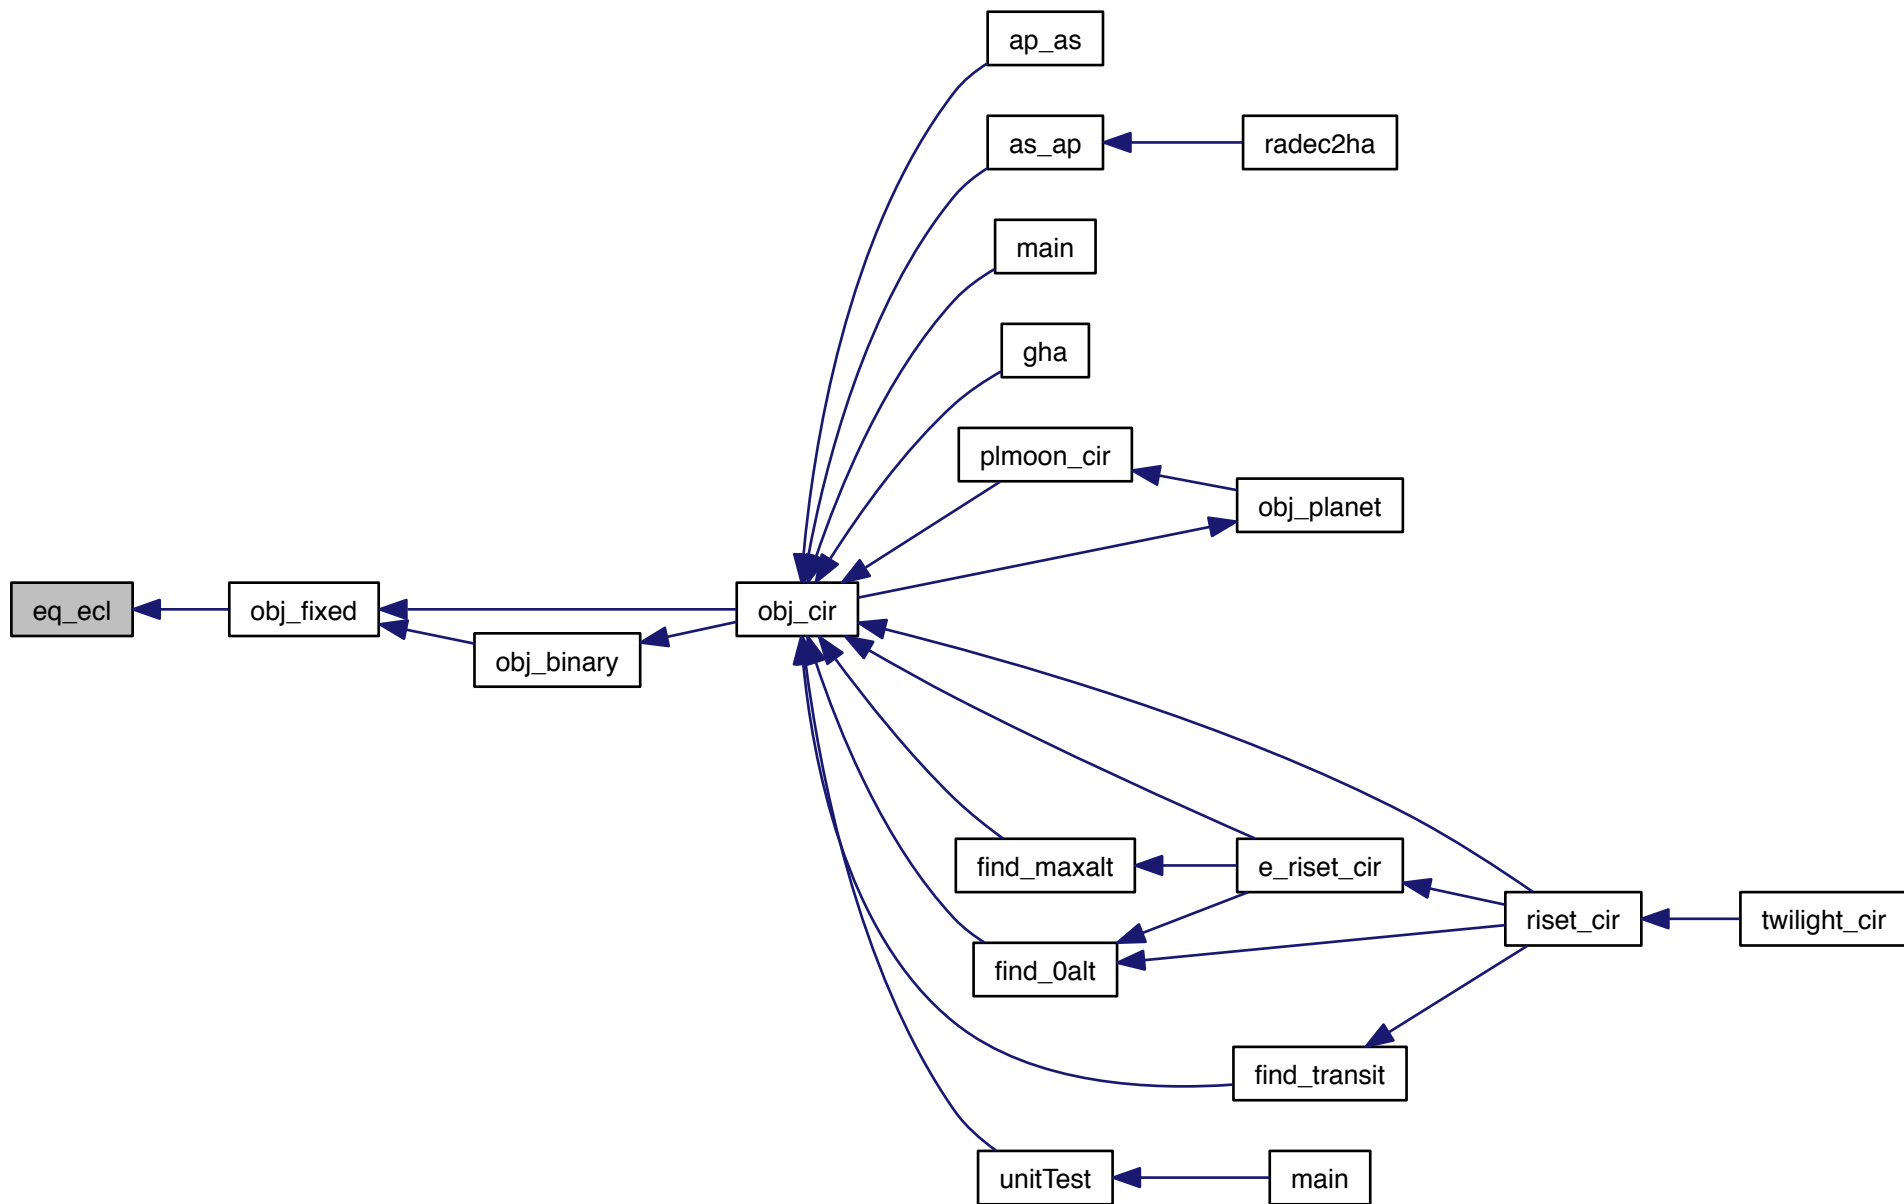 ap_as
as_ap
radec2ha
main
gha
plmoon_cir
obj_planet
eq_ecl
obj_fixed
obj_cir
obj_binary
find_maxalt
e_riset_cir
riset_cir
twilight_cir
find_0alt
find_transit
unitTest
main